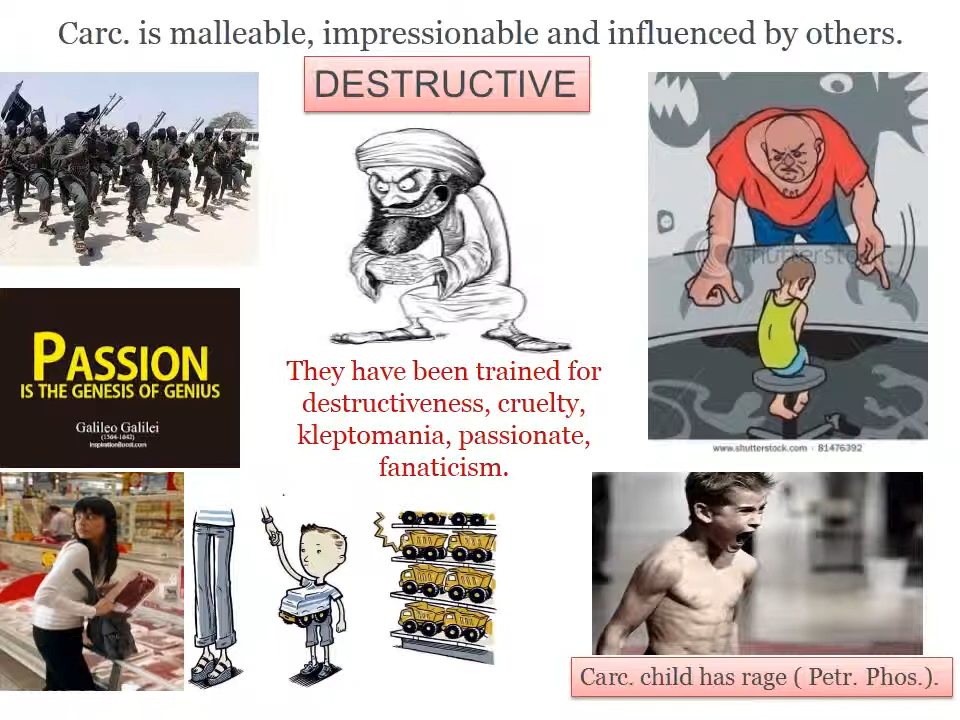 Carc. is malleable, impressionable and influenced by others.
DESTRUCTIVE
shutterstock
PASSION
IS THE GENESIS OF GENIUS
Galileo Galilei
(1564-1642)
InspirationBoost.com
They have been trained for
destructiveness, cruelty,
kleptomania, passionate,
fanaticism.
www.shutterstock.com · 81476392
Carc. child has rage ( Petr. Phos.).